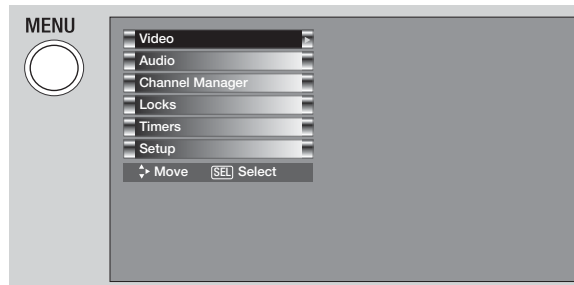 MENU
Video
Audio
Channel Manager
Locks
Timers
Setup
Move SEL Select